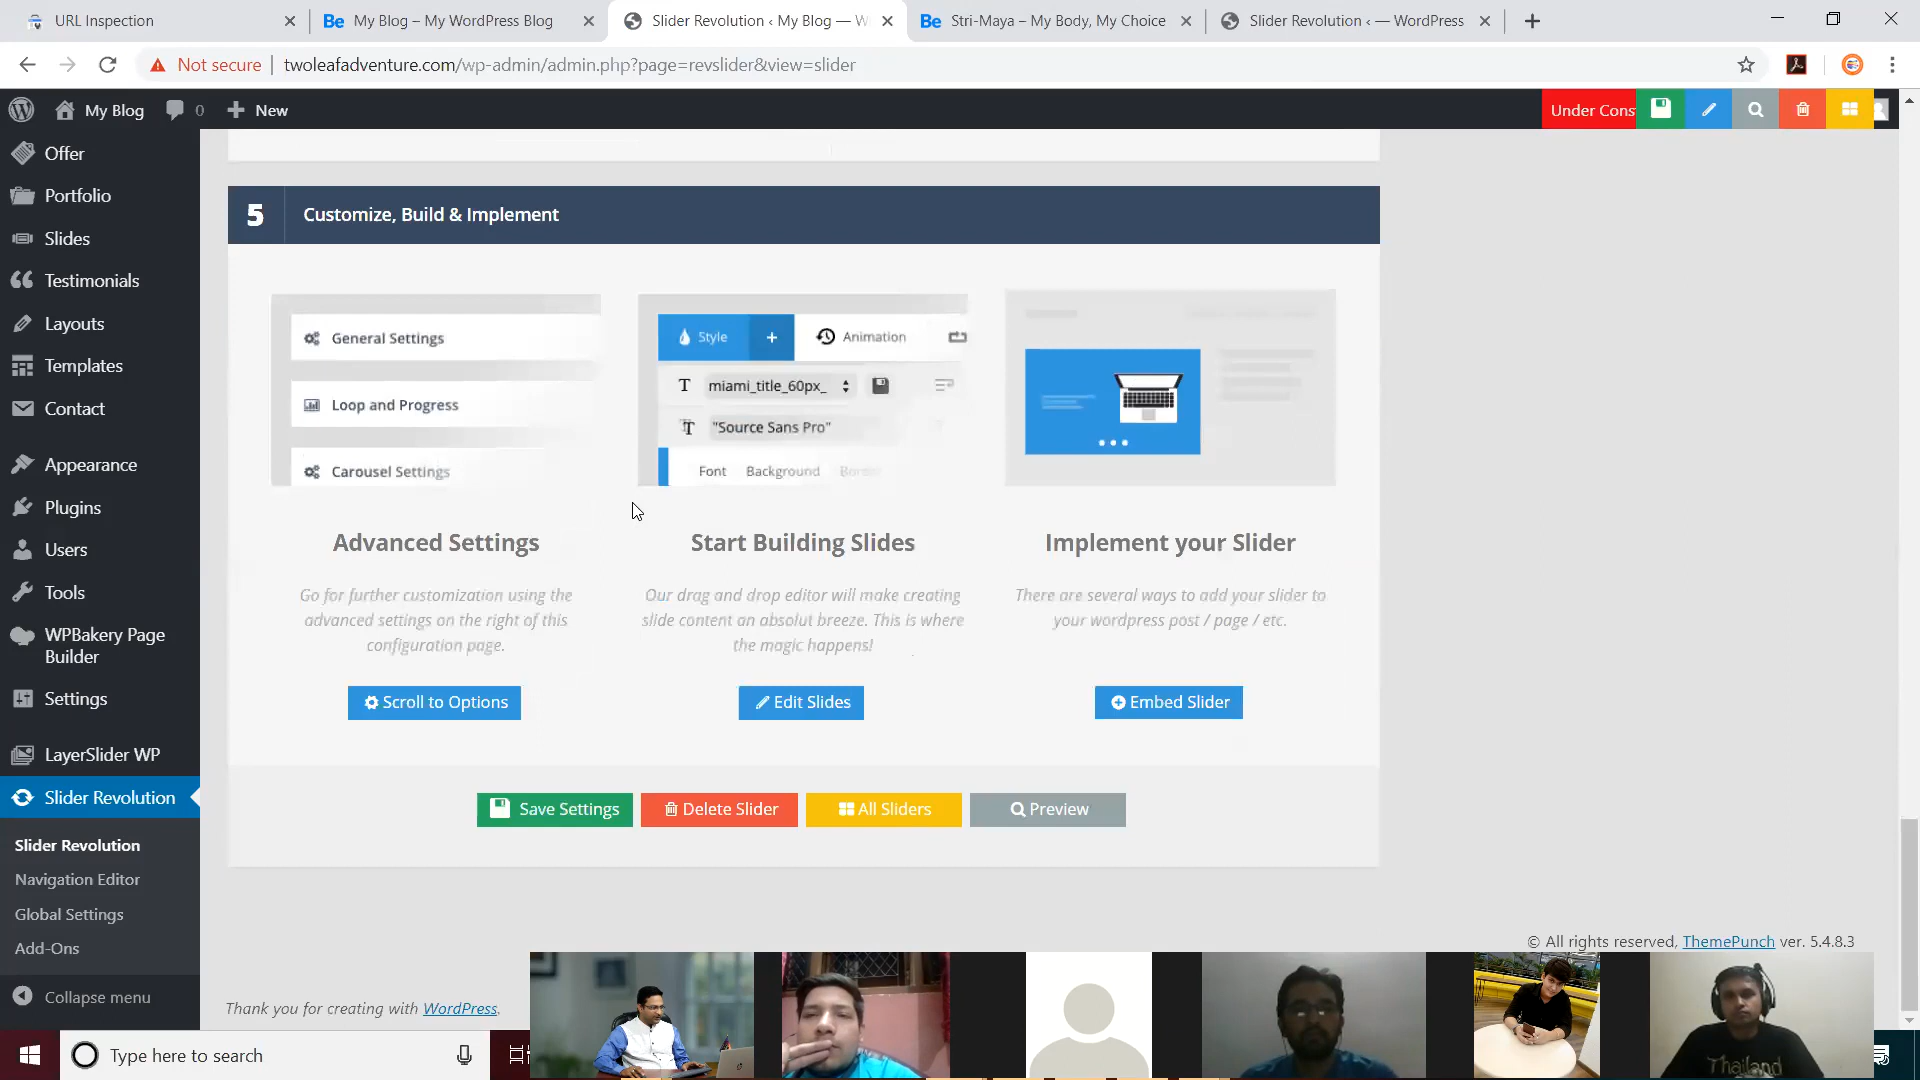 URL Inspection
My Blog – My WordPress Blog
Slider Revolution ‹ My Blog — W
Stri-Maya – My Body, My Choice
Slider Revolution ‹ — WordPress
Not secure
twoleafadventure.com/wp-admin/admin.php?page=revslider&view=slider
My Blog
0
New
Under Cons
Offer
Portfolio
Slides
Testimonials
Layouts
Templates
Contact
Appearance
Plugins
Users
Tools
WPBakery Page
Builder
Settings
LayerSlider WP
Slider Revolution
Slider Revolution
Navigation Editor
Global Settings
Add-Ons
Collapse menu
5
Customize, Build & Implement
General Settings
Loop and Progress
Carousel Settings
Style
Animation
miami_title_60px_
"Source Sans Pro"
Font Background Border
Advanced Settings
Go for further customization using the
advanced settings on the right of this
configuration page.
Scroll to Options
Start Building Slides
Our drag and drop editor will make creating
slide content an absolut breeze. This is where
the magic happens!
Edit Slides
Implement your Slider
There are several ways to add your slider to
your wordpress post / page / etc.
Embed Slider
Save Settings
Delete Slider
All Sliders
Preview
© All rights reserved, ThemePunch ver. 5.4.8.3
Thank you for creating with WordPress.
Type here to search
Thailand